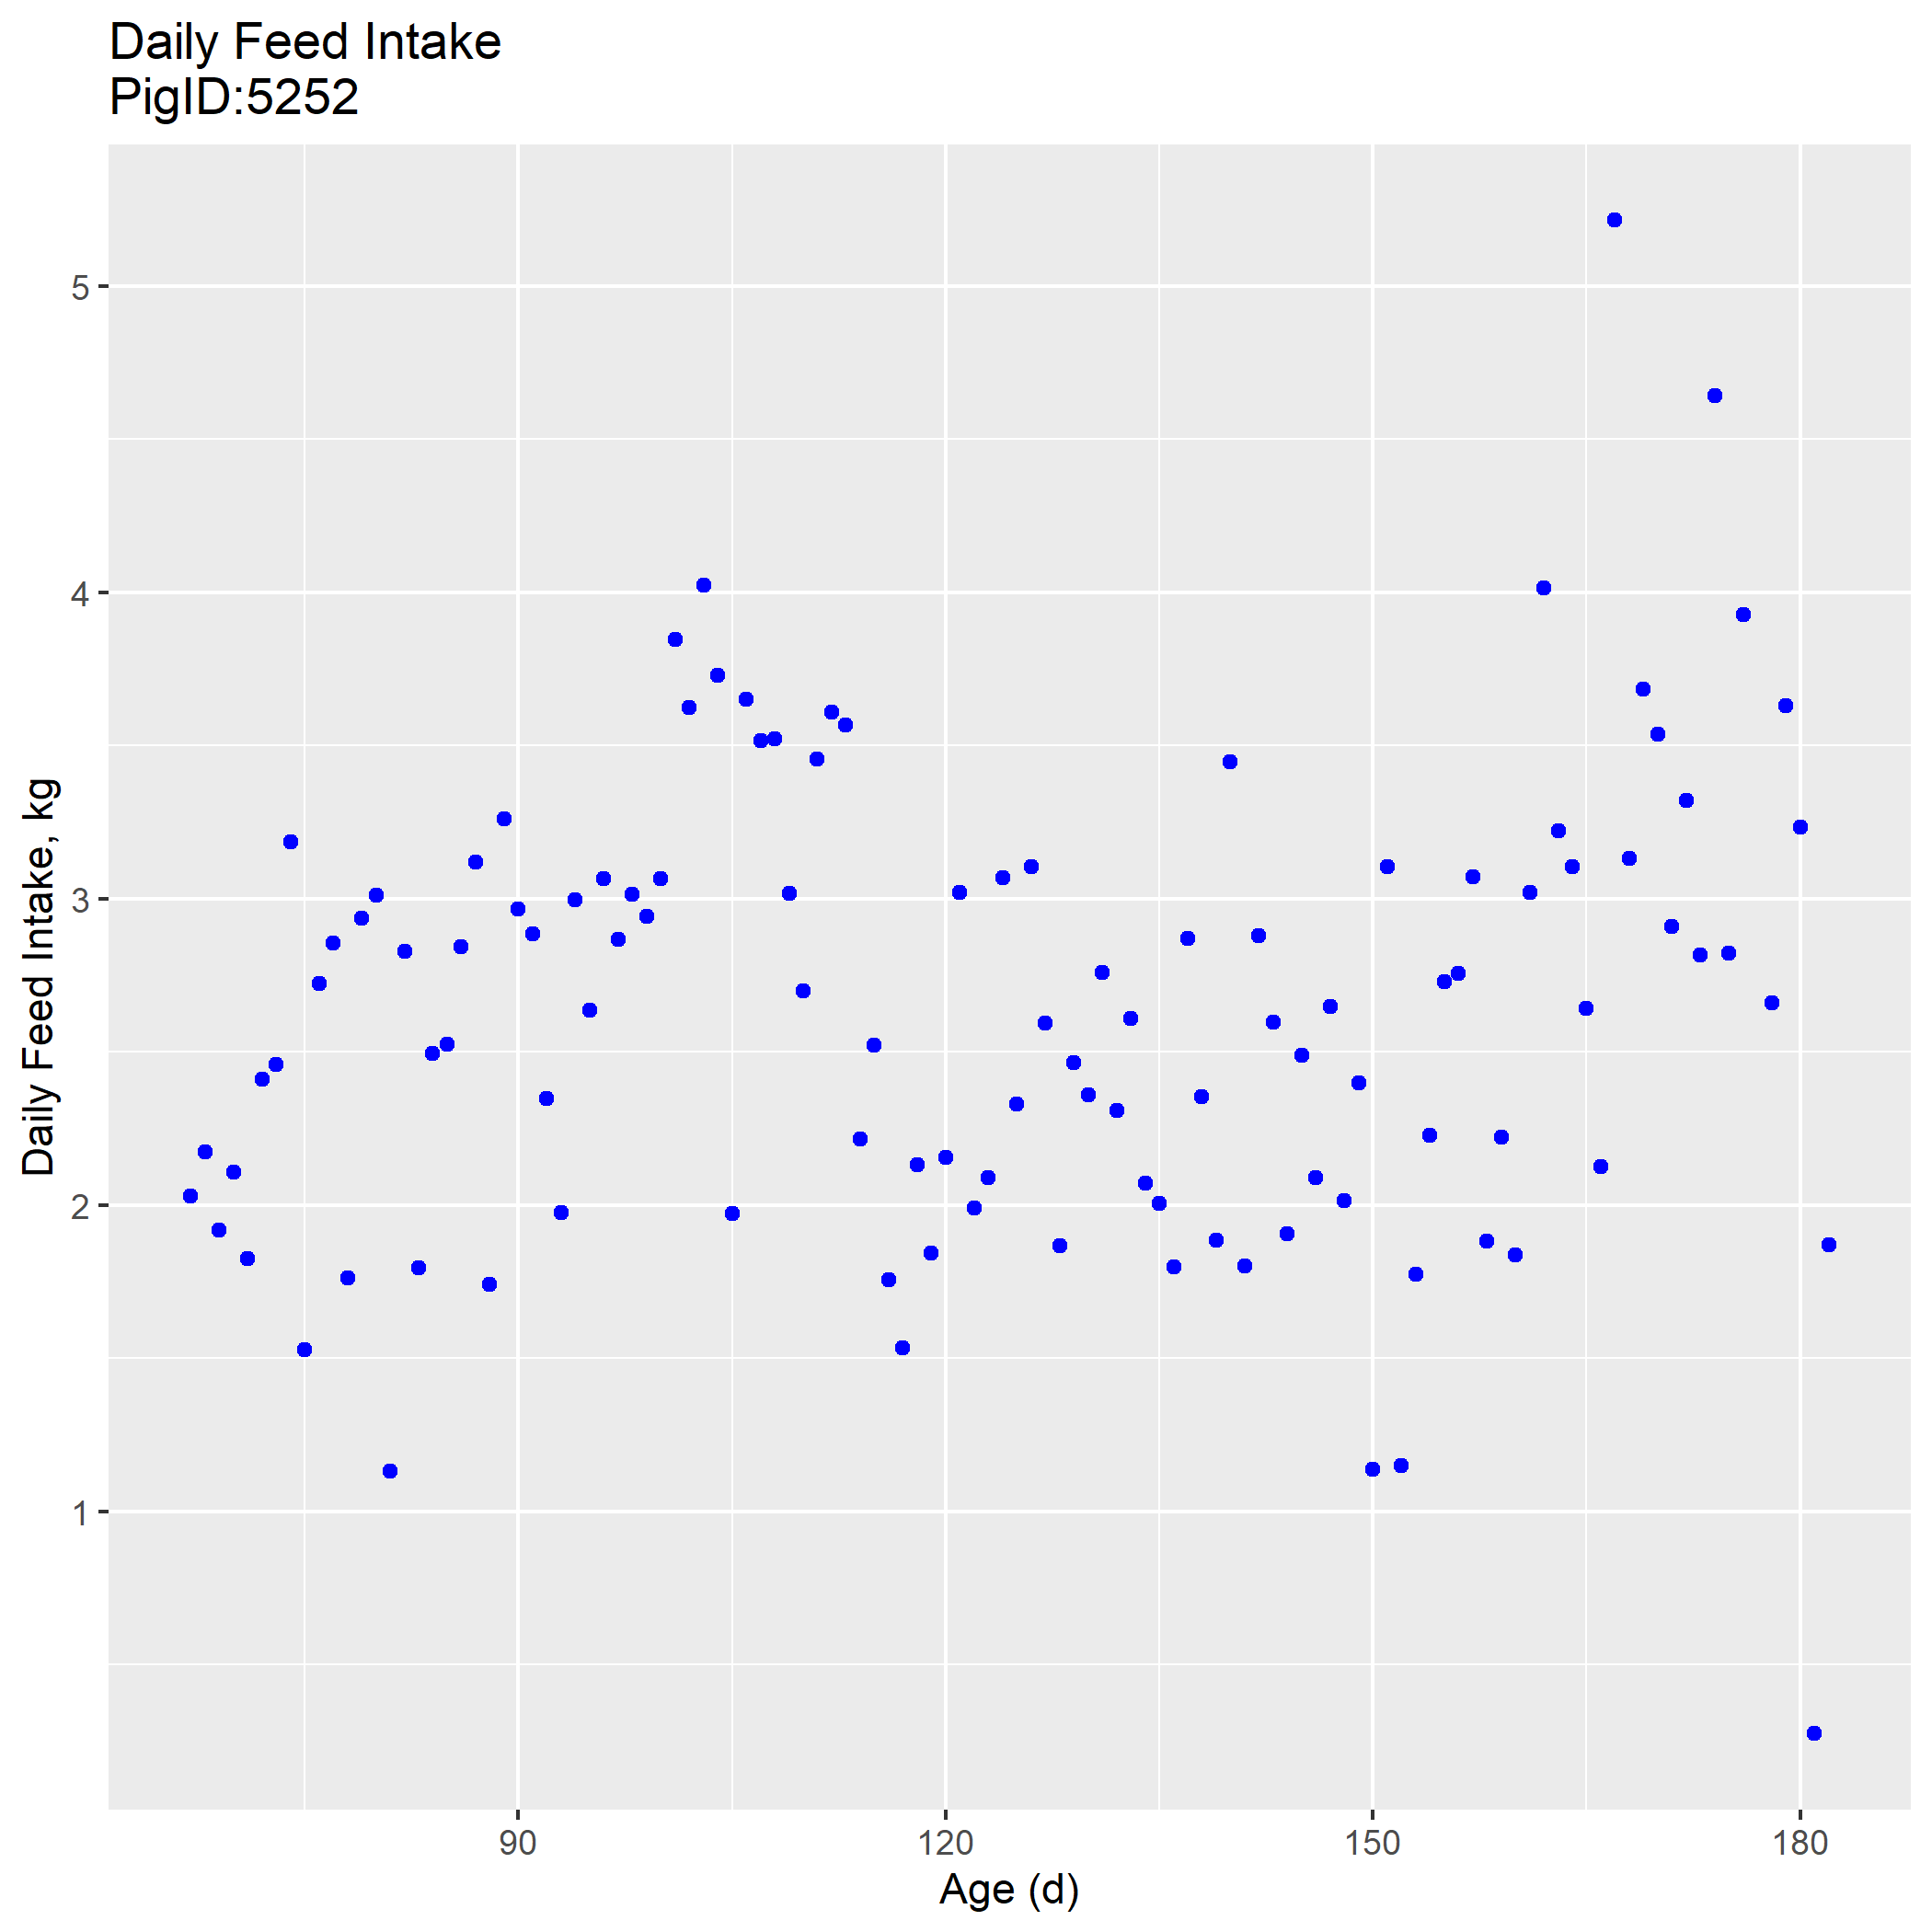 Daily Feed Intake
PigID:5252
Daily Feed Intake, kg
5
4
3
2
1
90
120
150
180
Age (d)